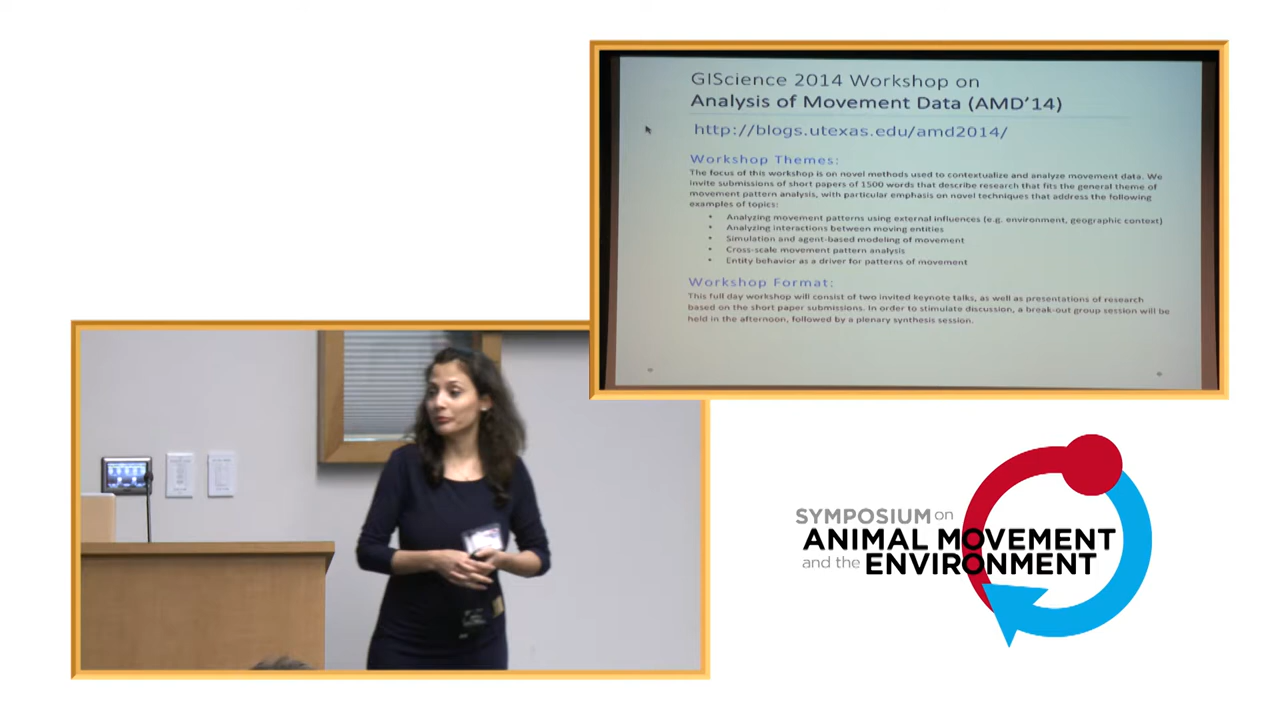 GIScience 2014 Workshop on
Analysis of Movement Data (AMD'14)
http://blogs.utexas.edu/amd2014/
Workshop Themes:
The focus of this workshop is on novel methods used to contextualize and analyze movement data. We
invite submissions of short papers of 1500 words that describe research that fits the general theme of
movement pattern analysis, with particular emphasis on novel techniques that address the following
examples of topics:
• Analyzing movement patterns using external influences (e.g. environment, geographic context)
• Analyzing interactions between moving entities
• Simulation and agent-based modeling of movement
• Cross-scale movement pattern analysis
• Entity behavior as a driver for patterns of movement
Workshop Format:
This full day workshop will consist of two invited keynote talks, as well as presentations of research
based on the short paper submissions. In order to stimulate discussion, a break-out group session will be
held in the afternoon, followed by a plenary synthesis session.
SYMPOSIUM on
ANIMAL MOVEMENT
and the ENVIRONMENT